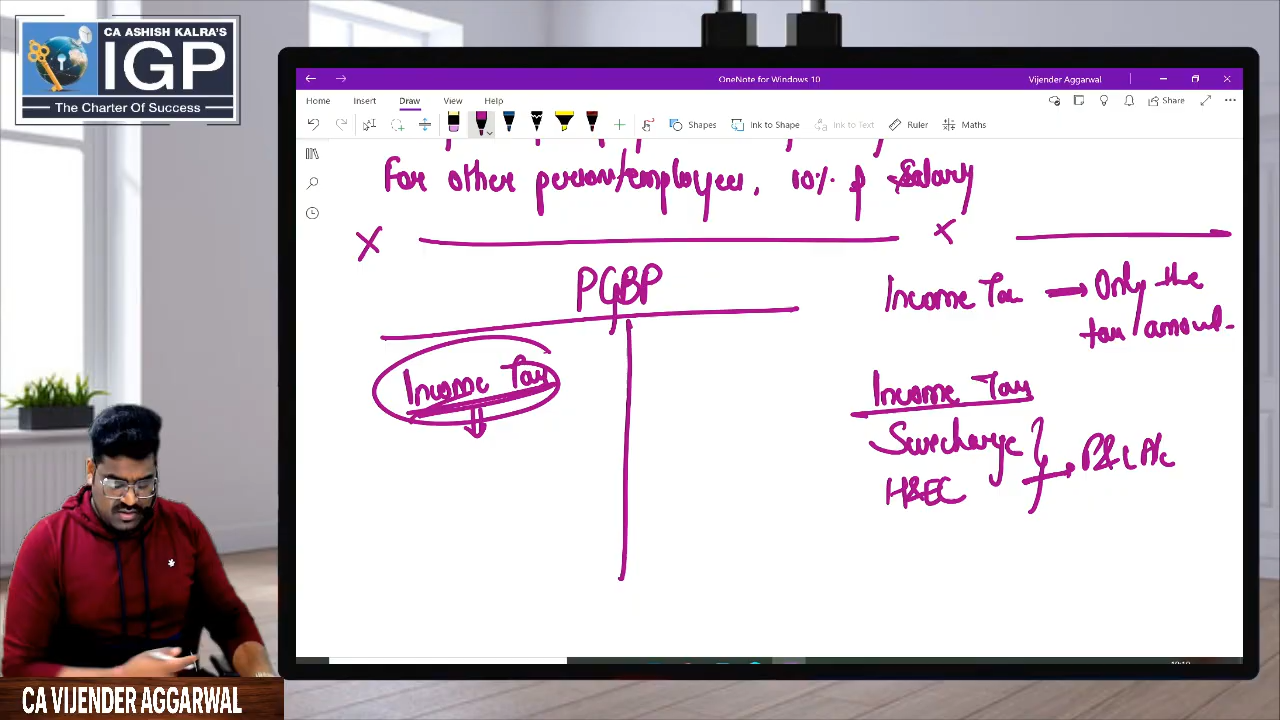 CA ASHISH KALRA'S
IGP
The Charter Of Success
OneNote for Windows 10
Vijender Aggarwal
Home Insert Draw View Help
Share
Shapes Ink to Shape Ink to Text Ruler Maths
For other person/employees, 10% of Salary
X X
PGBP
Income Tax → Only the
tax amount.
Income Tax
Income Tax
Surcharge
H&EC → P&L A/c
CA VIJENDER AGGARWAL